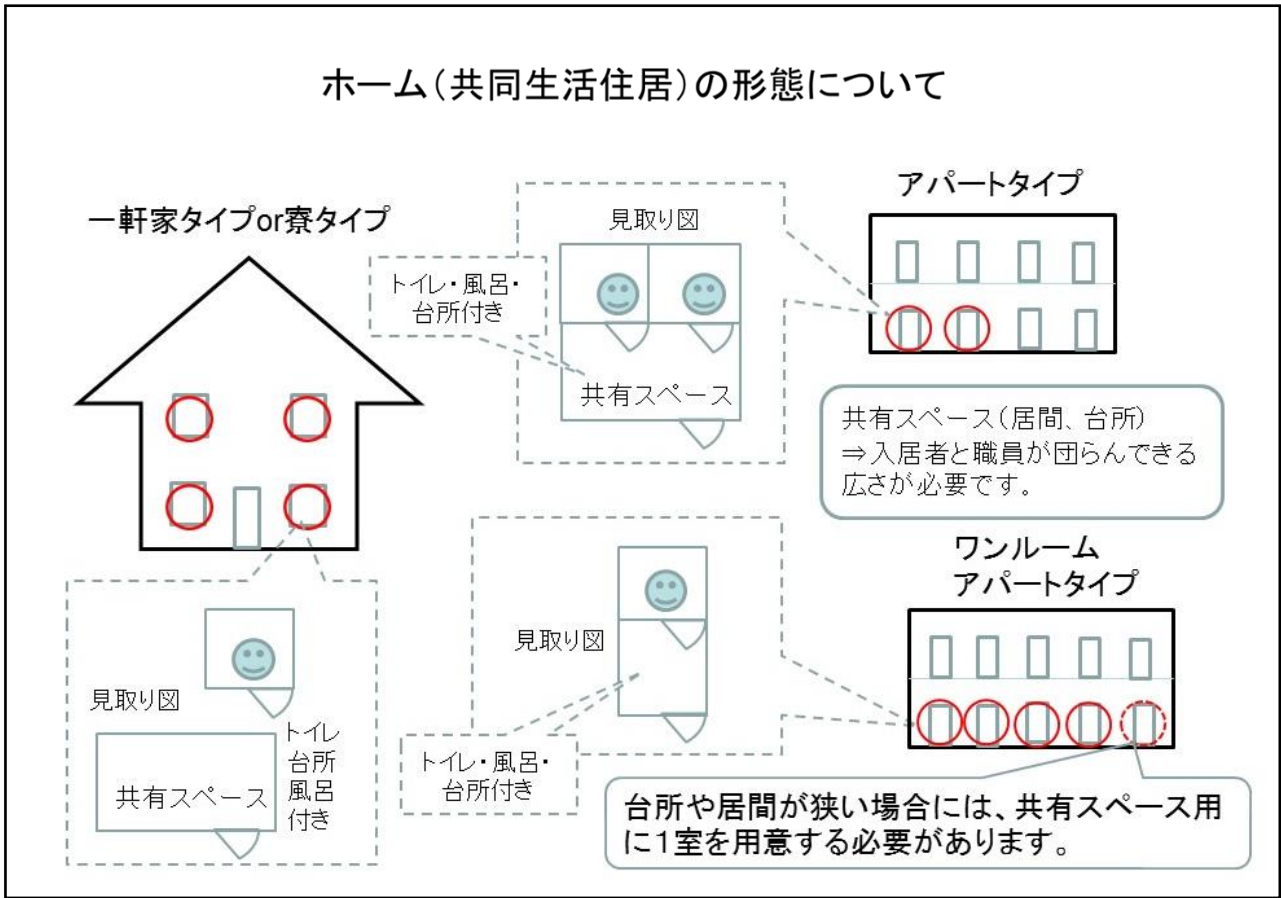 ホーム(共同生活住居)の形態について
一軒家タイプor寮タイプ
見取り図
トイレ・風呂・
台所付き
共有スペース
アパートタイプ
共有スペース(居間、台所)
⇒入居者と職員が団らんできる
広さが必要です。
見取り図
共有スペース
トイレ
台所
風呂
付き
見取り図
トイレ・風呂・
台所付き
ワンルーム
アパートタイプ
台所や居間が狭い場合には、共有スペース用
に1室を用意する必要があります。